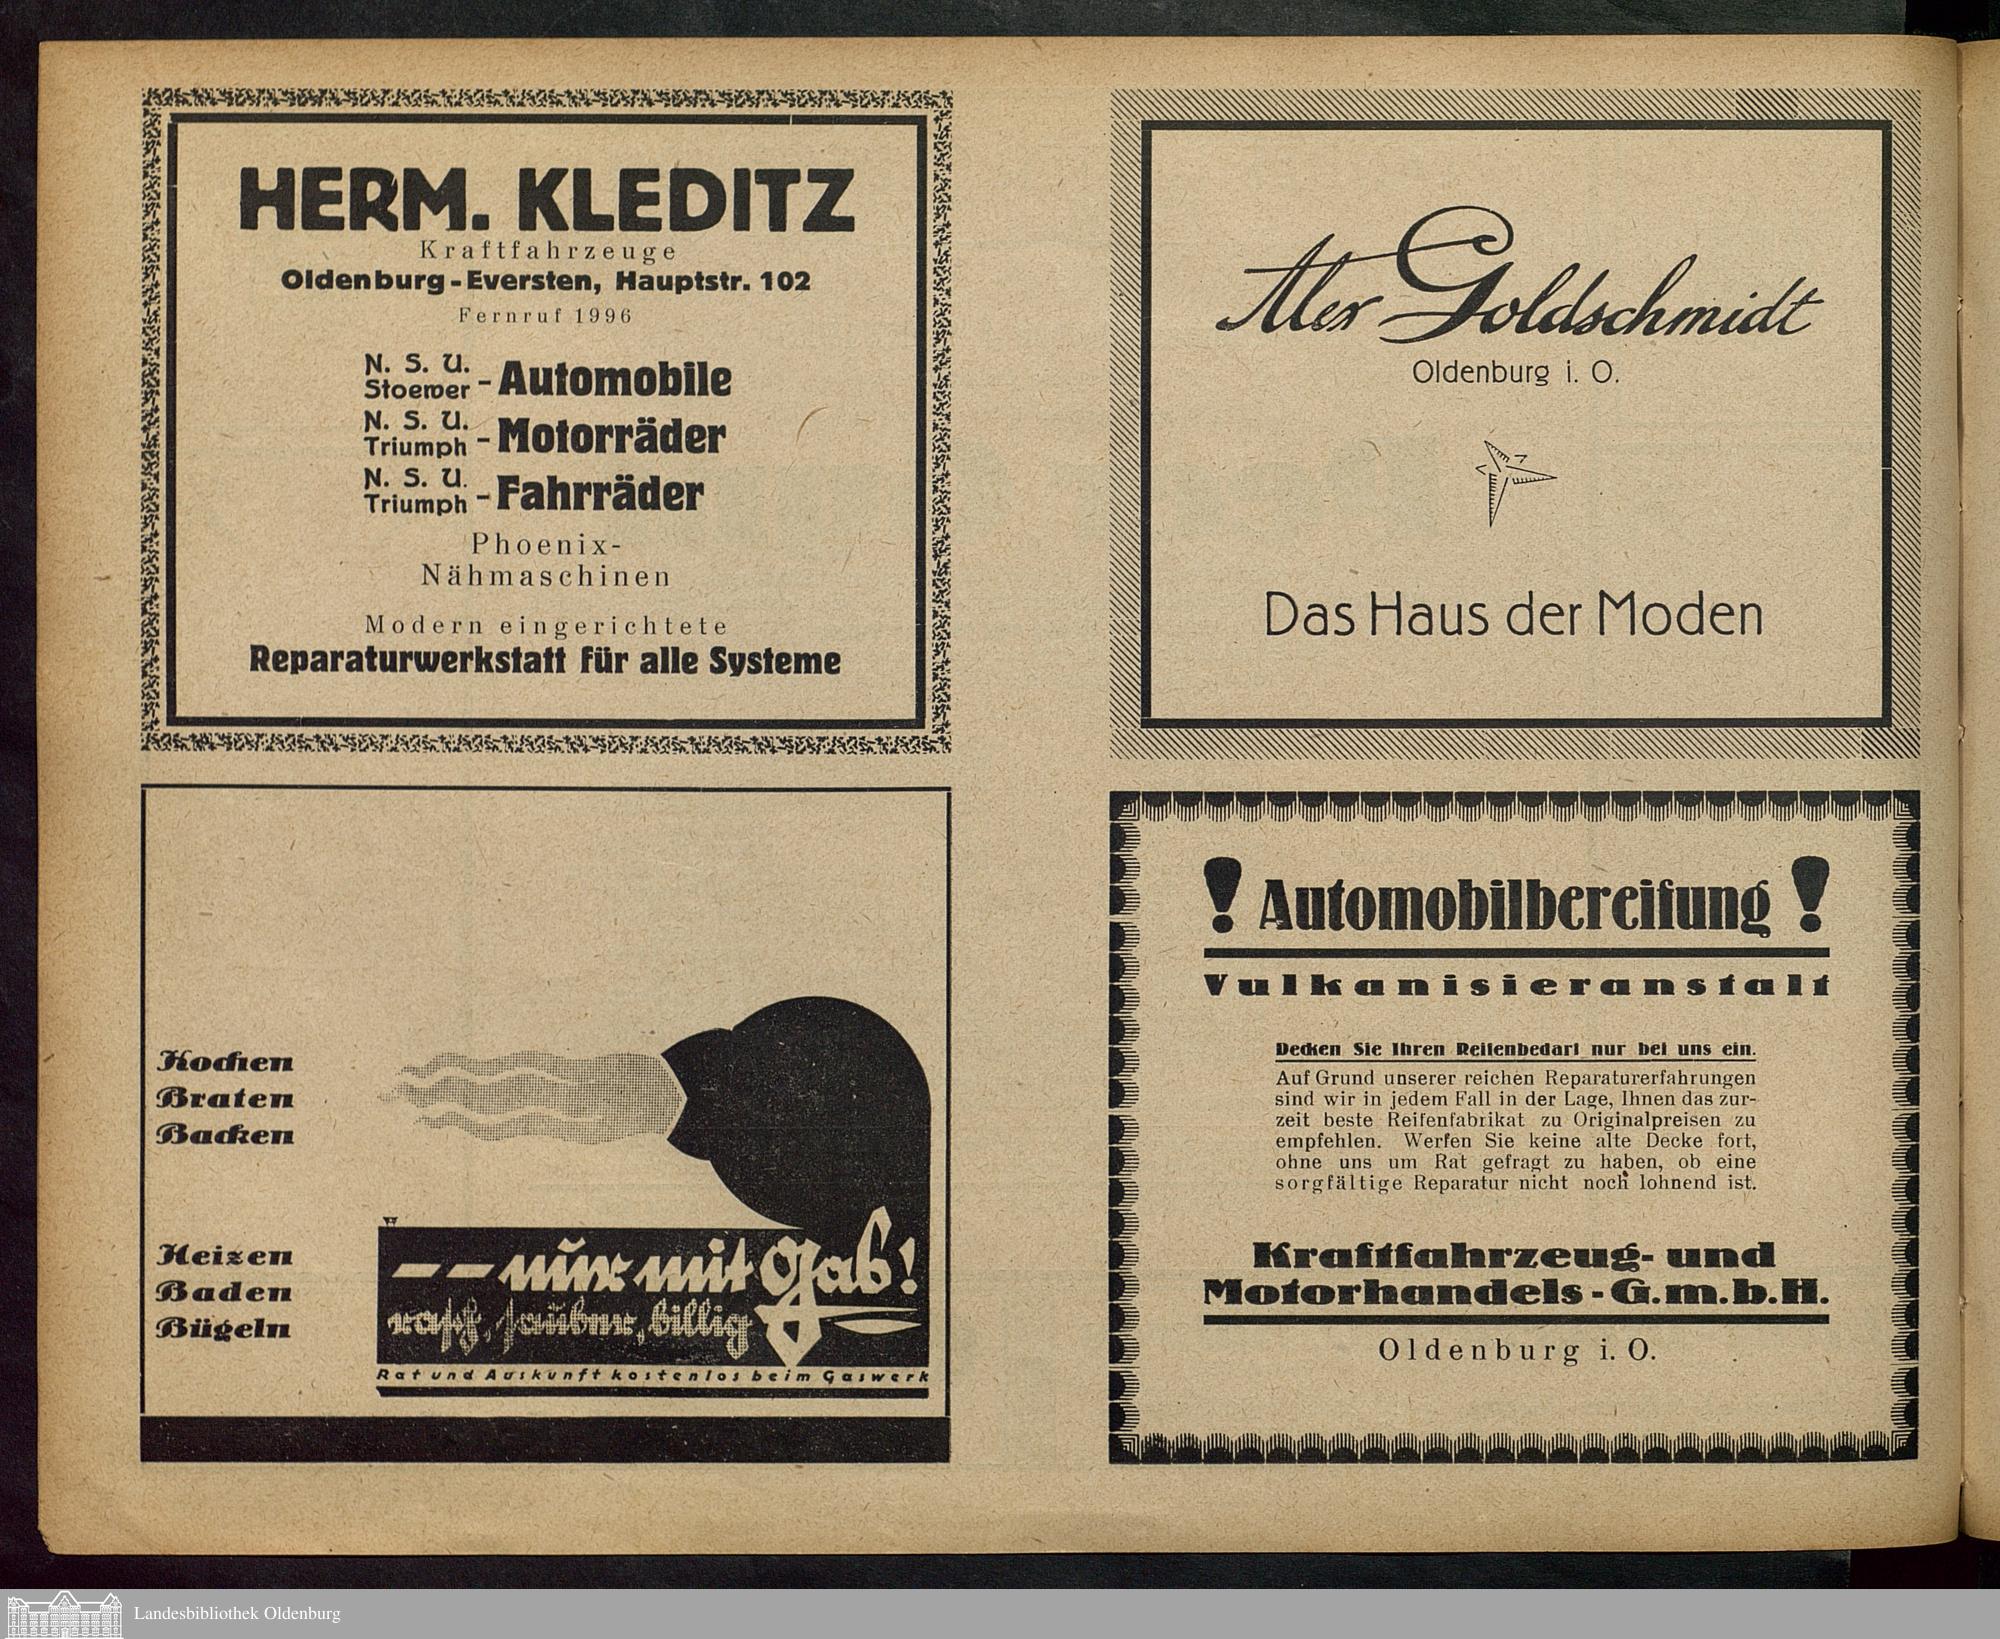 HERM. KLEDITZ
Kraftfahrzeuge
Oldenburg-Eversten, Hauptstr. 102
Fernruf 1996
N. S. U.
Stoewer - Automobile
N. S. U.
Triumph - Motorräder
N. S. U.
Triumph - Fahrräder
Phoenix-
Nähmaschinen
Modern eingerichtete
Reparaturwerkstatt für alle Systeme
Alex Goldschmidt
Oldenburg i. O.
Das Haus der Moden
Kochen
Braten
Backen
Heizen
Baden
Bügeln
-- nur mit Gas!
rasch, sauber, billig
Rat und Auskunft kostenlos beim Gaswerk
! Automobilbereifung !
Vulkanisieranstalt
Decken Sie Ihren Reifenbedarf nur bei uns ein.
Auf Grund unserer reichen Reparaturerfahrungen
sind wir in jedem Fall in der Lage, Ihnen das zur-
zeit beste Reifenfabrikat zu Originalpreisen zu
empfehlen. Werfen Sie keine alte Decke fort,
ohne uns um Rat gefragt zu haben, ob eine
sorgfältige Reparatur nicht noch lohnend ist.
Kraftfahrzeug- und
Motorhandels-G.m.b.H.
Oldenburg i. O.
Landesbibliothek Oldenburg